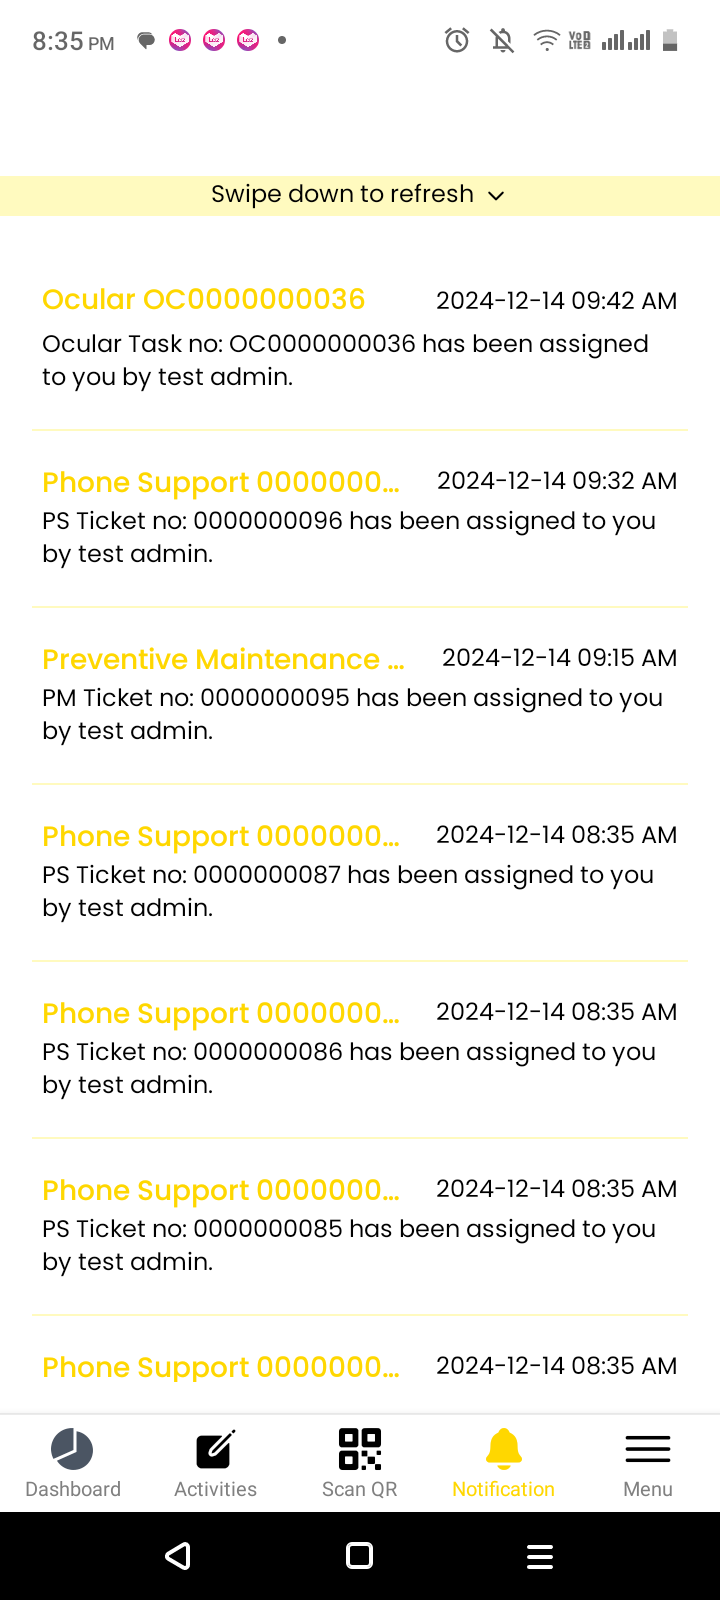 8:35 PM
Swipe down to refresh
Ocular OC0000000036 2024-12-14 09:42 AM
Ocular Task no: OC0000000036 has been assigned
to you by test admin.
Phone Support 0000000... 2024-12-14 09:32 AM
PS Ticket no: 0000000096 has been assigned to you
by test admin.
Preventive Maintenance ... 2024-12-14 09:15 AM
PM Ticket no: 0000000095 has been assigned to you
by test admin.
Phone Support 0000000... 2024-12-14 08:35 AM
PS Ticket no: 0000000087 has been assigned to you
by test admin.
Phone Support 0000000... 2024-12-14 08:35 AM
PS Ticket no: 0000000086 has been assigned to you
by test admin.
Phone Support 0000000... 2024-12-14 08:35 AM
PS Ticket no: 0000000085 has been assigned to you
by test admin.
Phone Support 0000000... 2024-12-14 08:35 AM
Dashboard Activities Scan QR Notification Menu